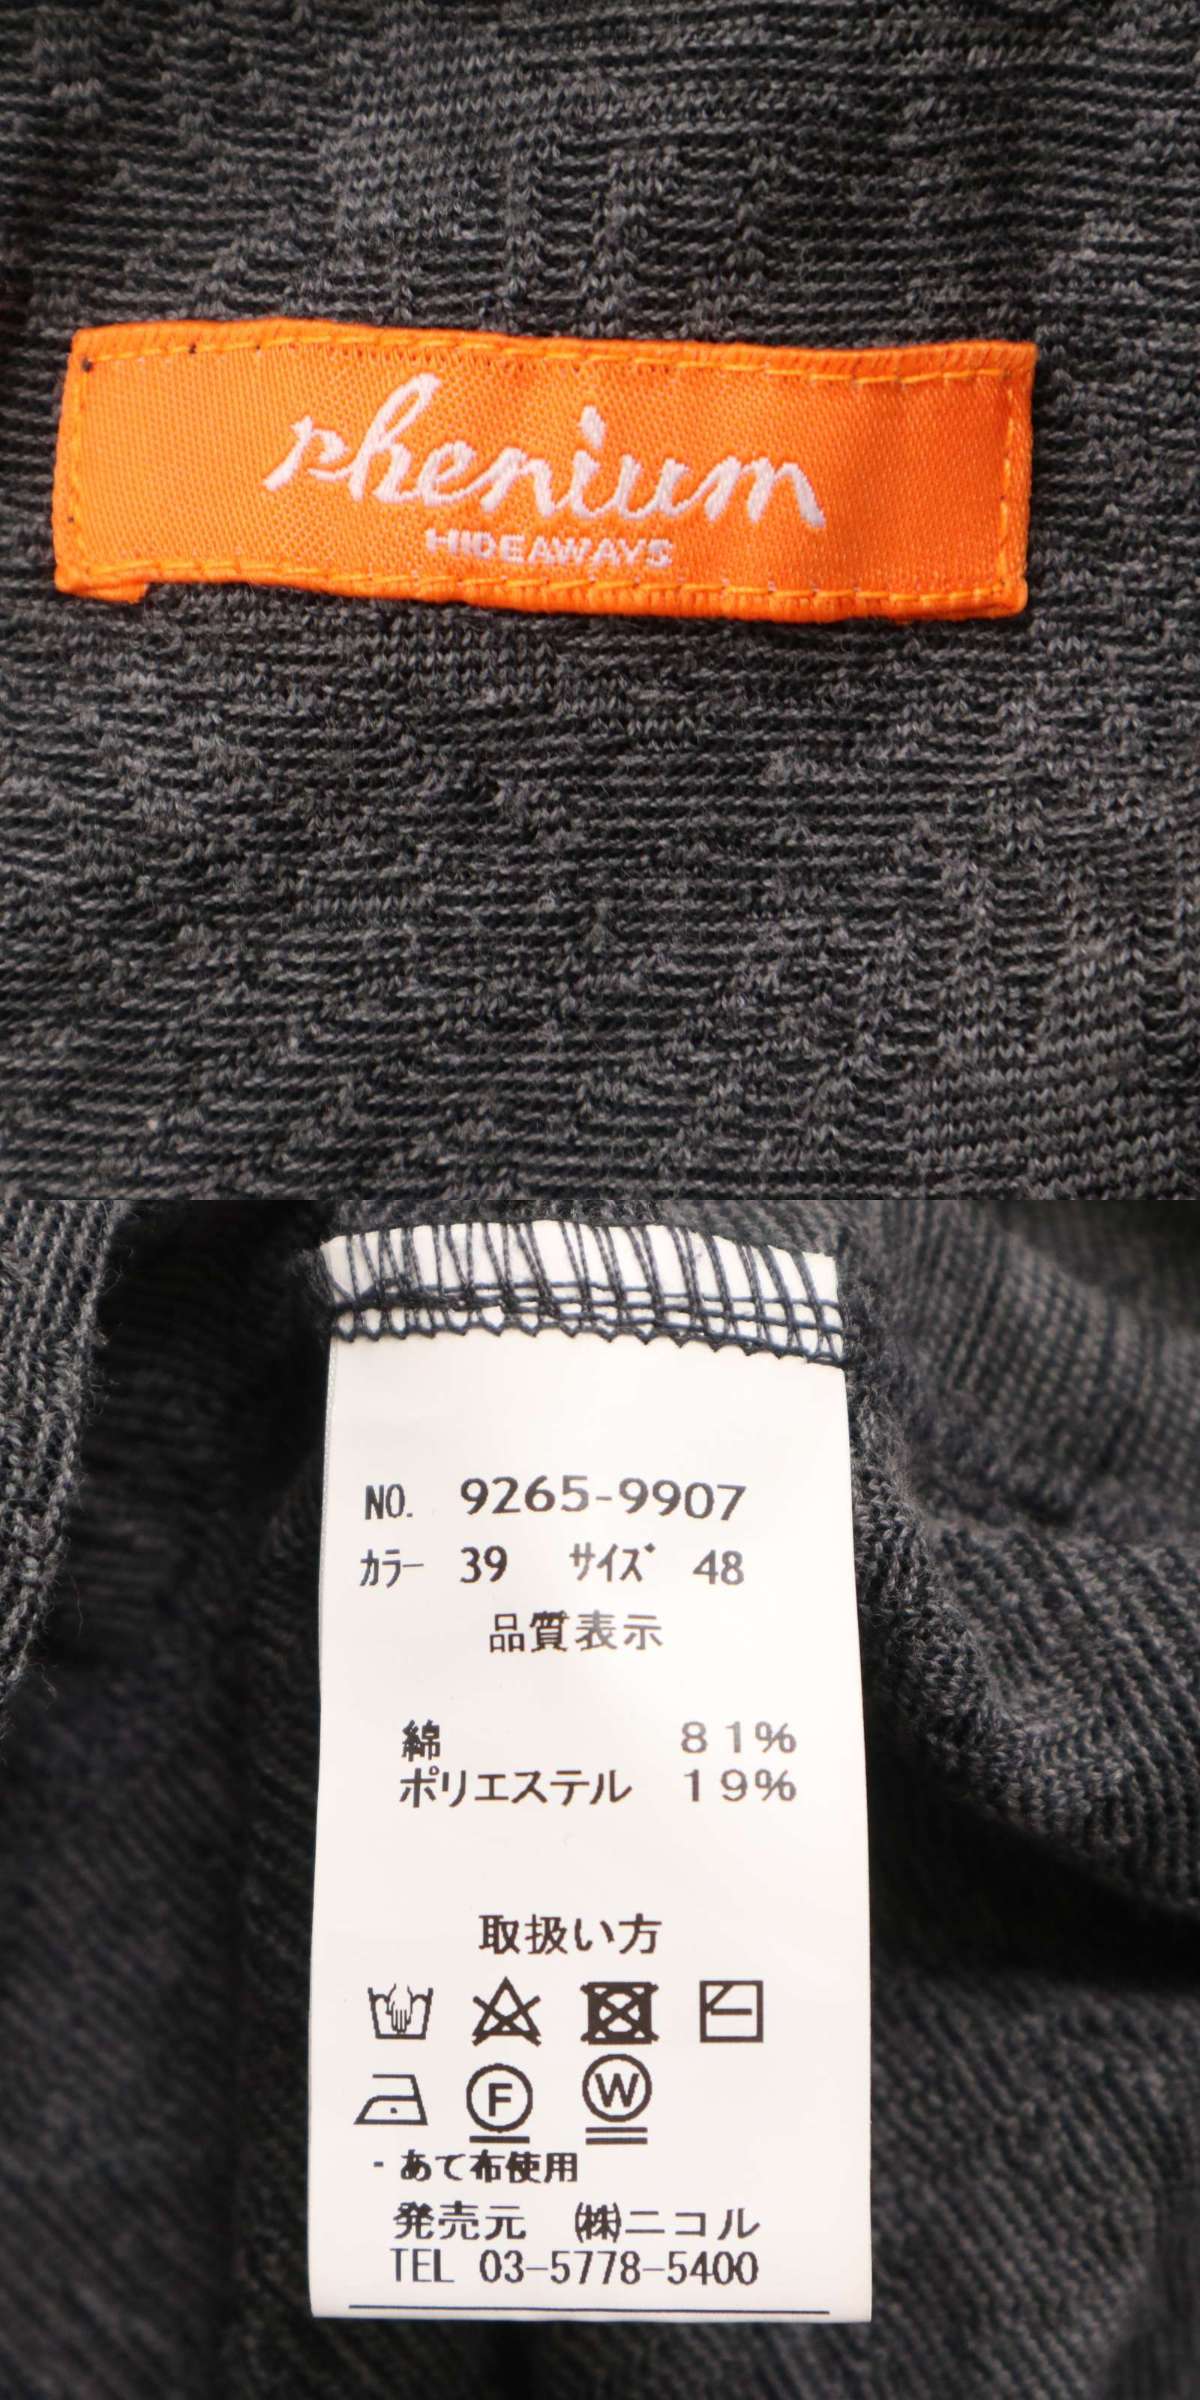 rhenium
HIDEAWAYS
NO. 9265-9907
ｶﾗｰ 39 ｻｲｽﾞ 48
品質表示
綿 81%
ポリエステル 19%
取扱い方
F W
・あて布使用
発売元 ㈱ニコル
TEL 03-5778-5400